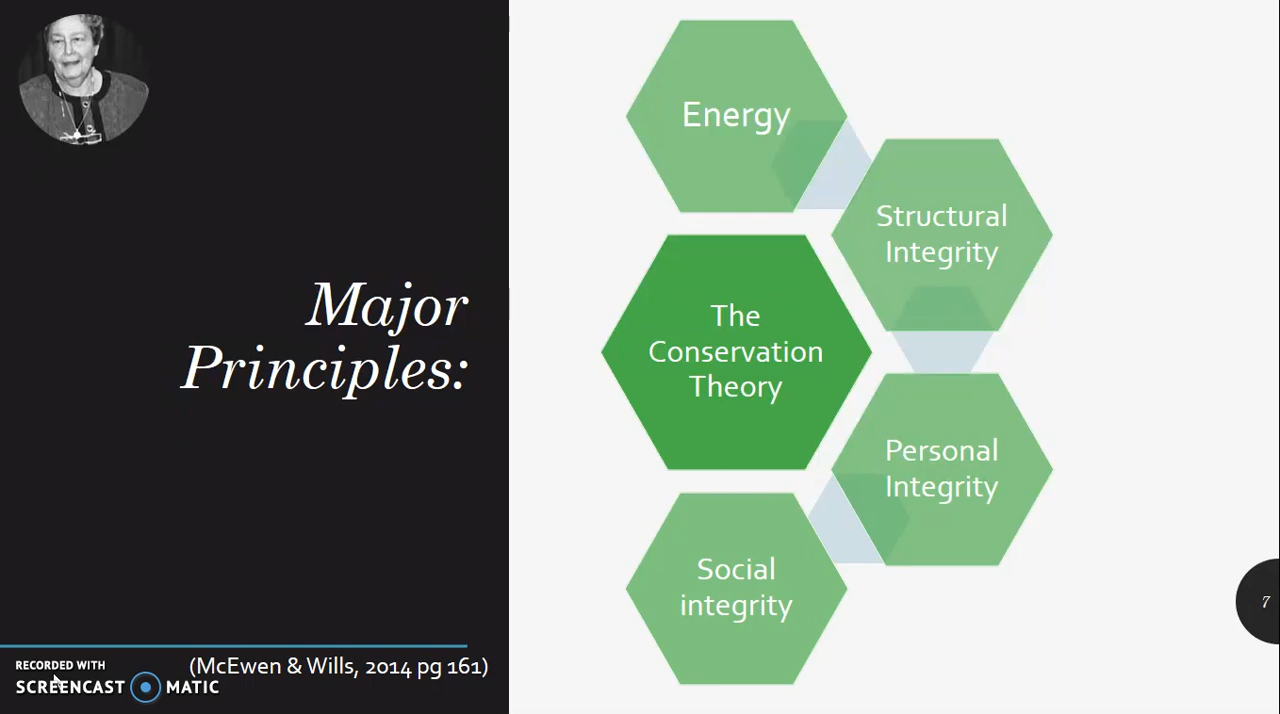 Major
Principles:
(McEwen & Wills, 2014 pg 161)
RECORDED WITH
SCREENCAST MATIC
Energy
Structural
Integrity
The
Conservation
Theory
Personal
Integrity
Social
integrity
7